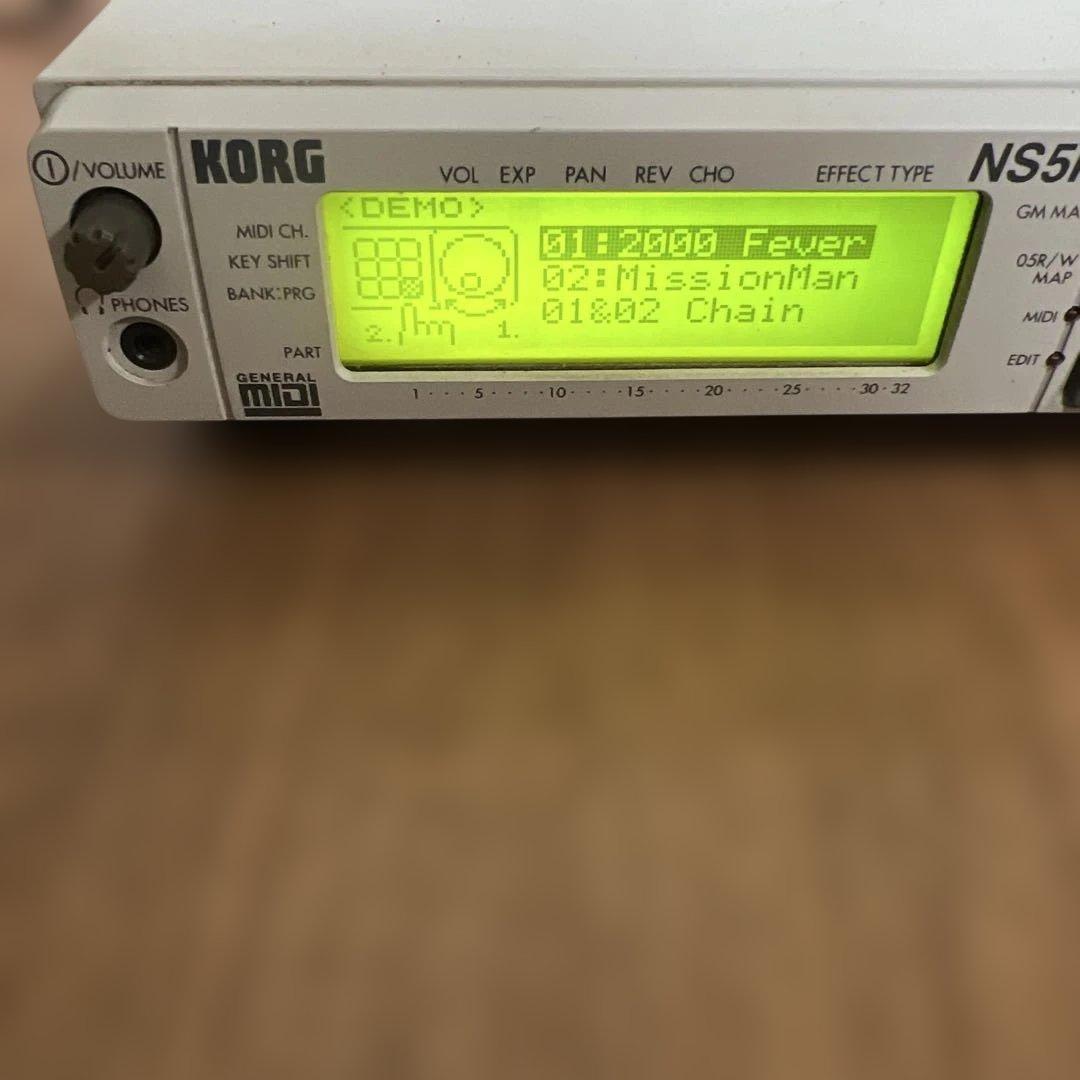 /VOLUME
KORG
VOL EXP PAN REV CHO EFFECT TYPE
NS5
MIDI CH.
KEY SHIFT
BANK:PRG
PHONES
PART
GENERAL
MIDI
<DEMO>
01:2000 Fever
02:MissionMan
01&02 Chain
2. 1.
1 · · · 5 · · · · 10 · · · · 15 · · · · 20 · · · · 25 · · · · 30 · 32
GM MA
05R/W
MAP
MIDI
EDIT